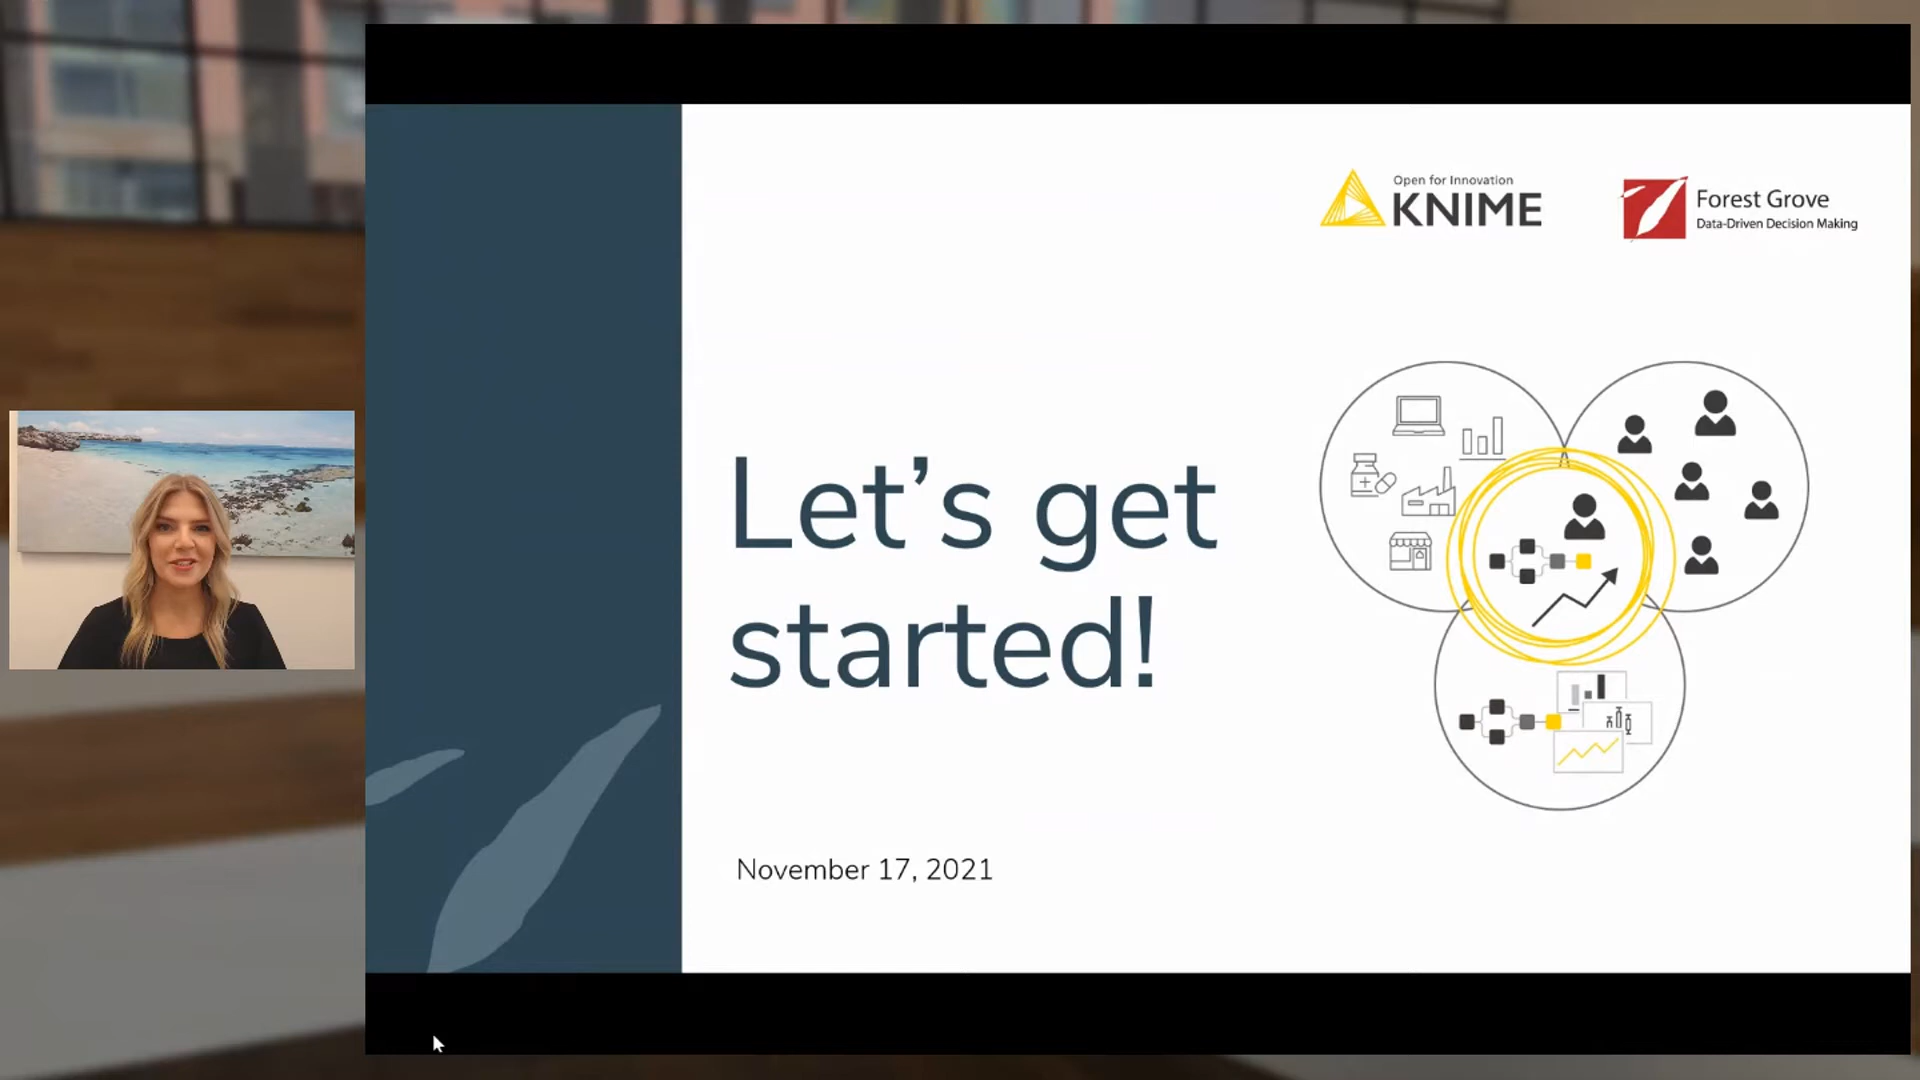 Open for Innovation
KNIME
Forest Grove
Data-Driven Decision Making
Let's get
started!
November 17, 2021